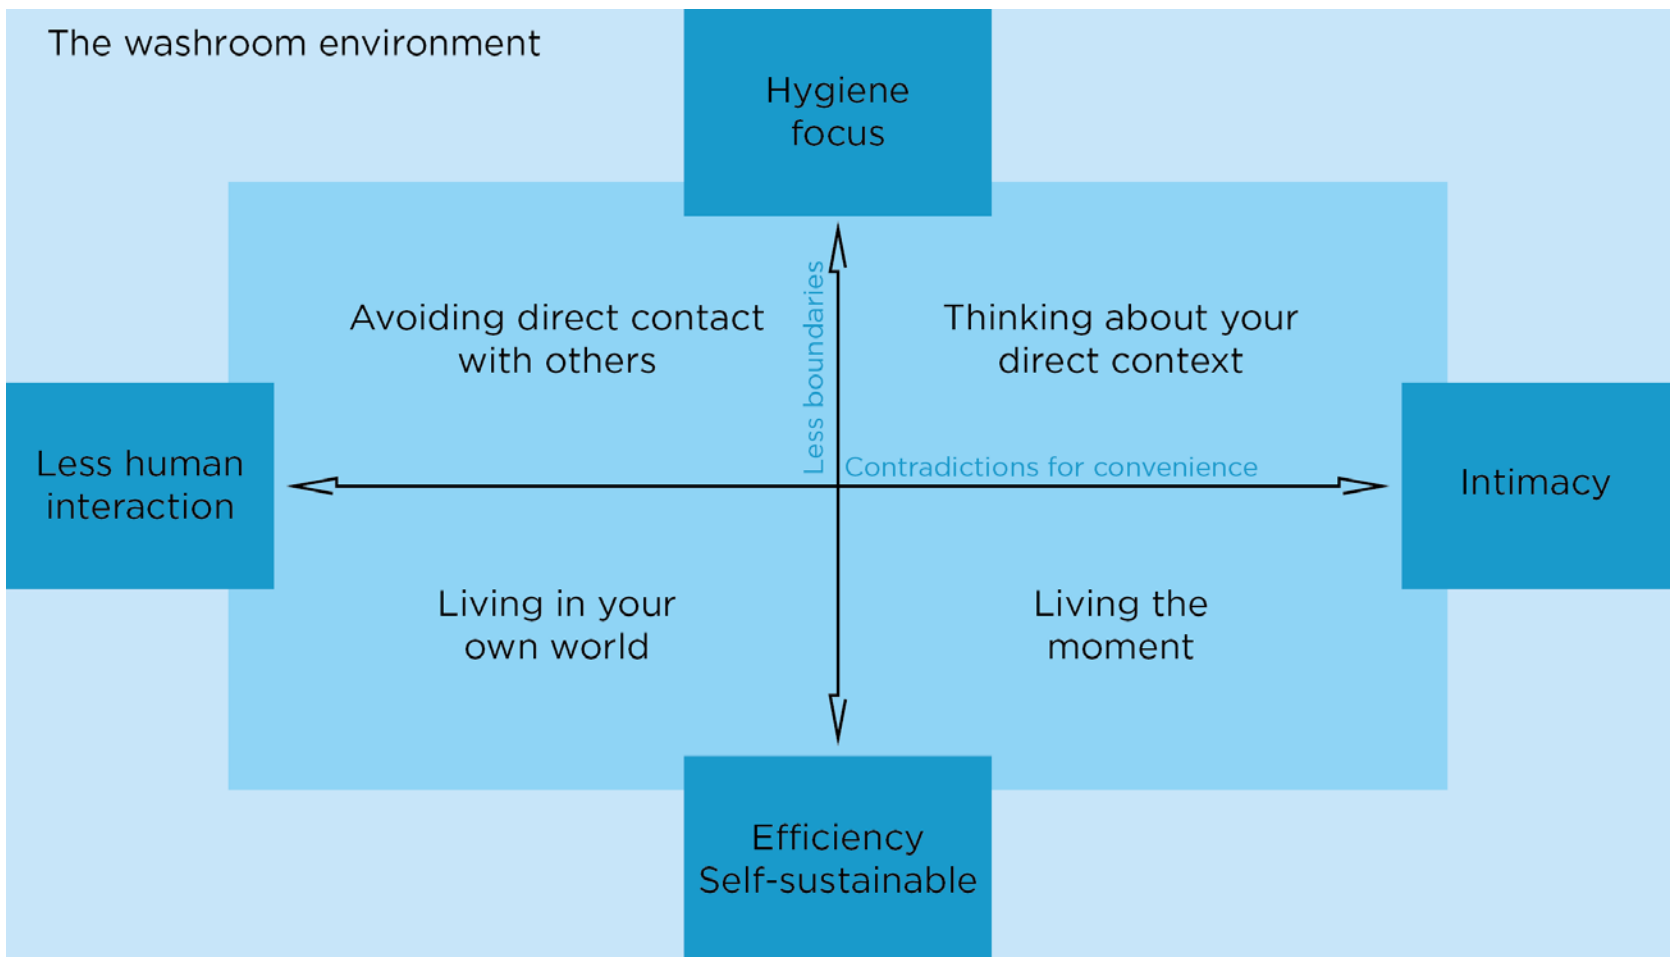 The washroom environment
Hygiene
focus
Avoiding direct contact
with others
Less boundaries
Thinking about your
direct context
Less human
interaction
Contradictions for convenience
Intimacy
Living in your
own world
Living the
moment
Efficiency
Self-sustainable